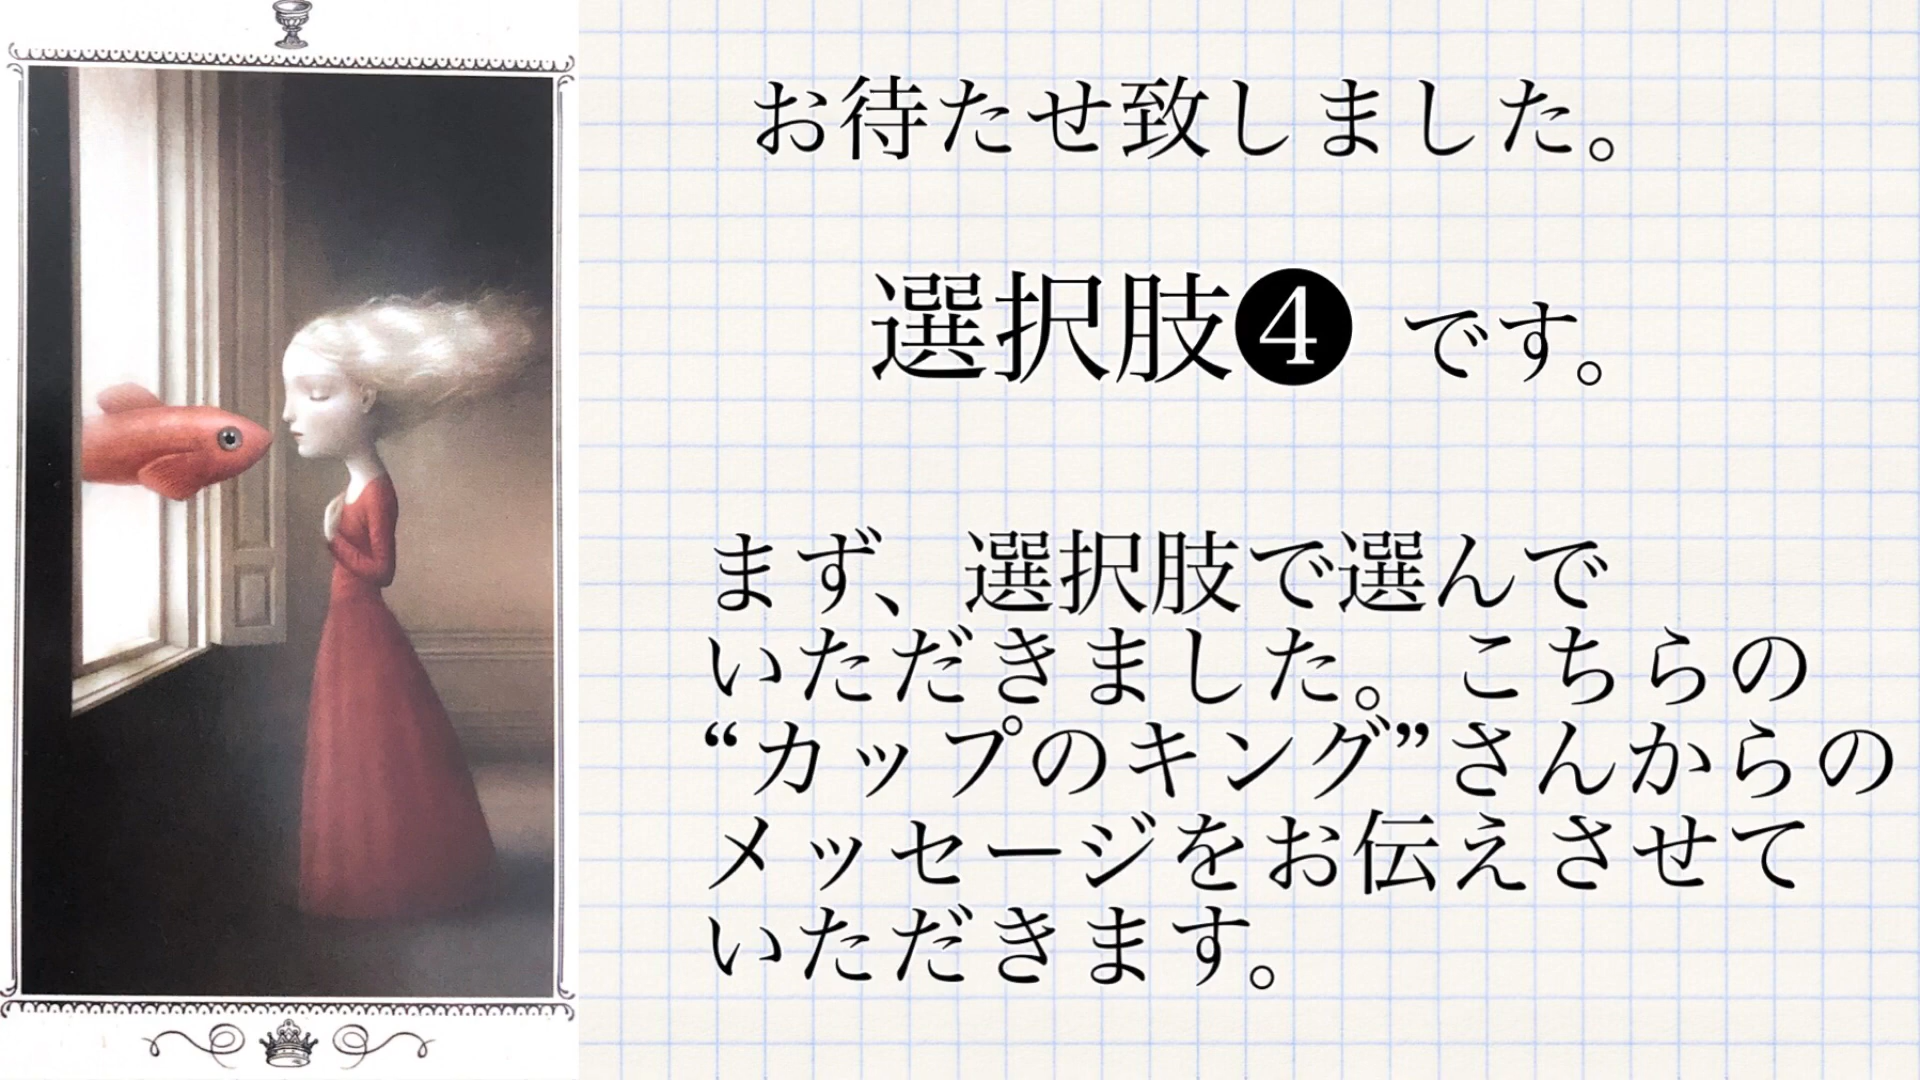 お待たせ致しました。
選択肢❹ です。
まず、選択肢で選んで
いただきました。こちらの
“カップのキング”さんからの
メッセージをお伝えさせて
いただきます。